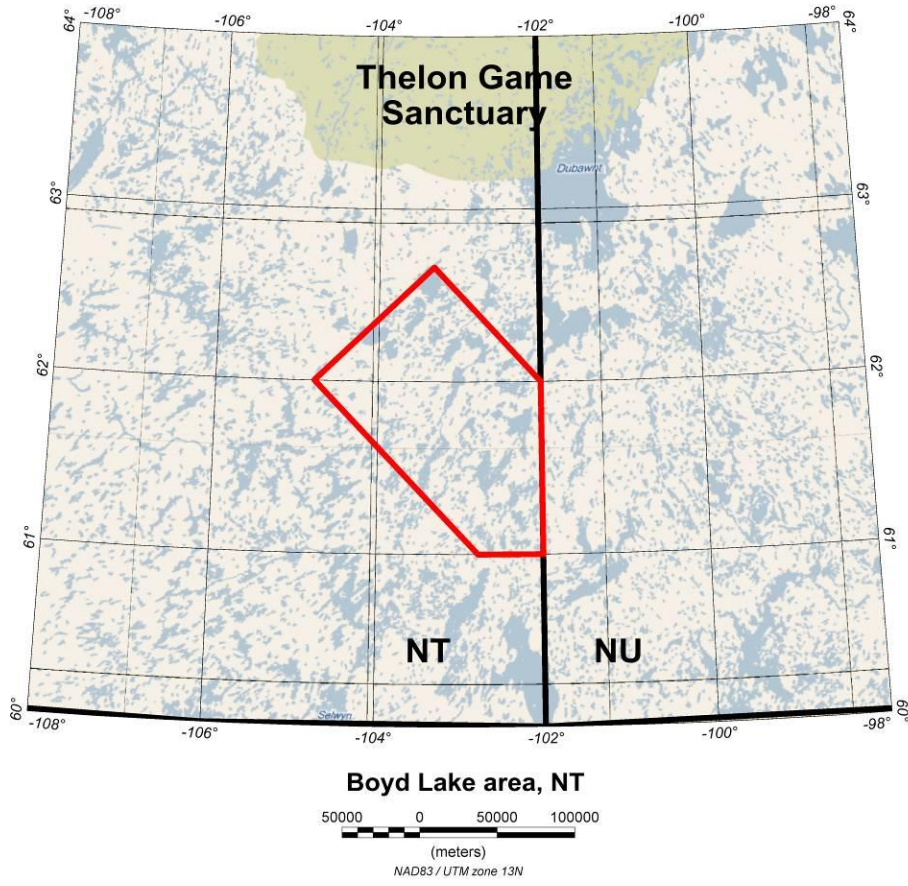 -108° -106° -104° -102° -100° -98°
64° 64°
Thelon Game
Sanctuary
Dubawnt
63° 63°
62° 62°
61° 61°
NT NU
60° 60°
Selwyn
-108° -106° -104° -102° -100° -98°
Boyd Lake area, NT
50000 0 50000 100000
(meters)
NAD83 / UTM zone 13N